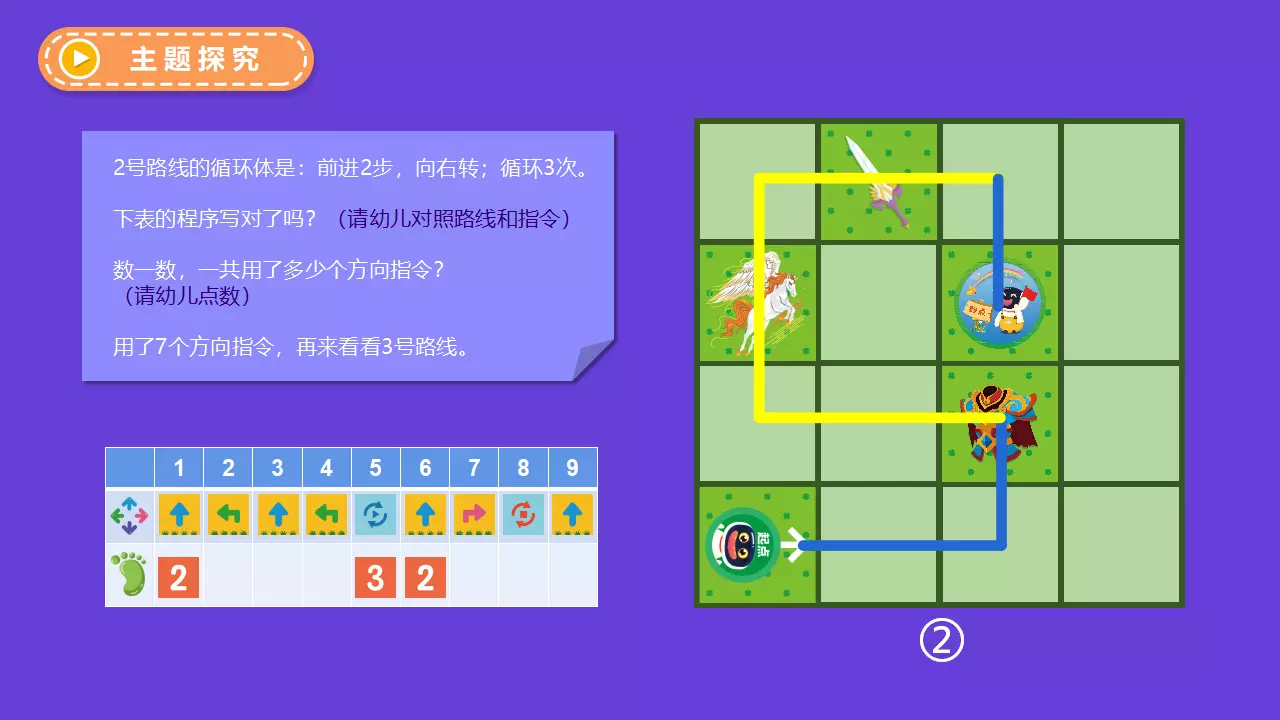 主题探究
2号路线的循环体是：前进2步，向右转；循环3次。
下表的程序写对了吗？（请幼儿对照路线和指令）
数一数，一共用了多少个方向指令？
（请幼儿点数）
用了7个方向指令，再来看看3号路线。
1 2 3 4 5 6 7 8 9
2 3 2
到点
起点
②